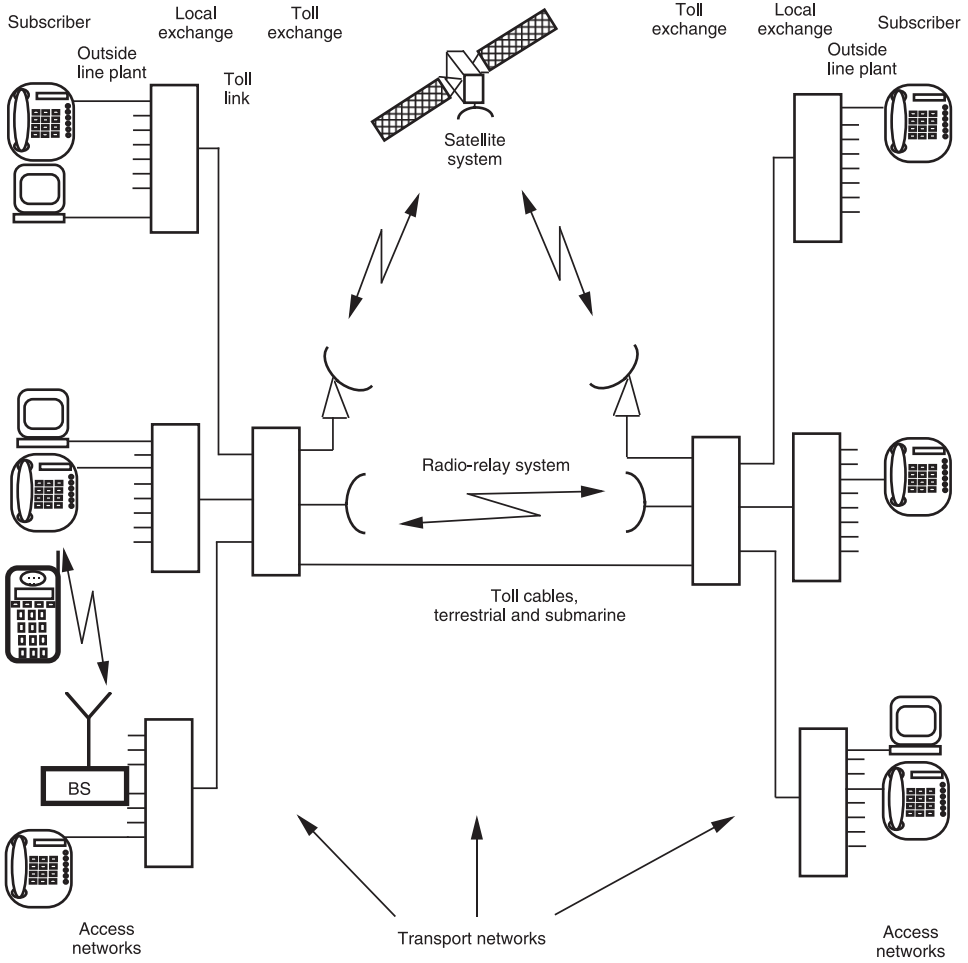 Subscriber
Local
exchange
Toll
exchange
Toll
exchange
Local
exchange
Subscriber
Outside
line plant
Toll
link
Outside
line plant
Satellite
system
Radio-relay system
Toll cables,
terrestrial and submarine
BS
Access
networks
Transport networks
Access
networks